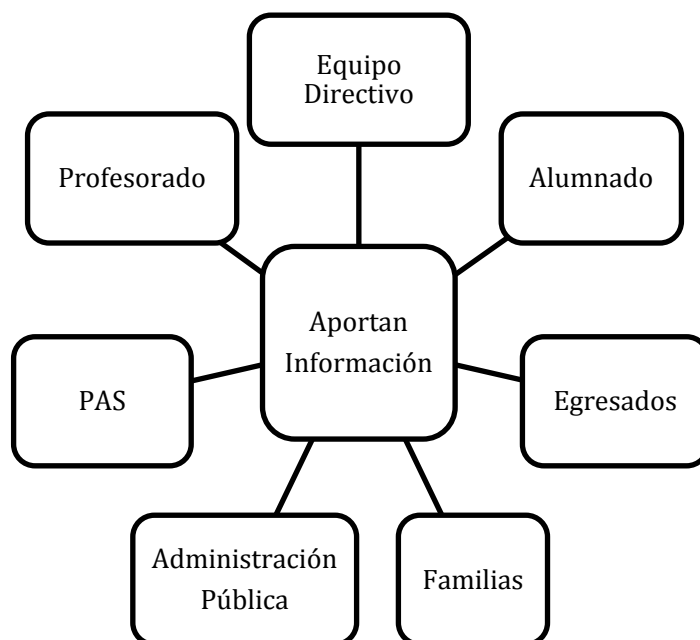 Equipo
Directivo
Profesorado
Alumnado
Aportan
Información
PAS
Egresados
Administración
Pública
Familias